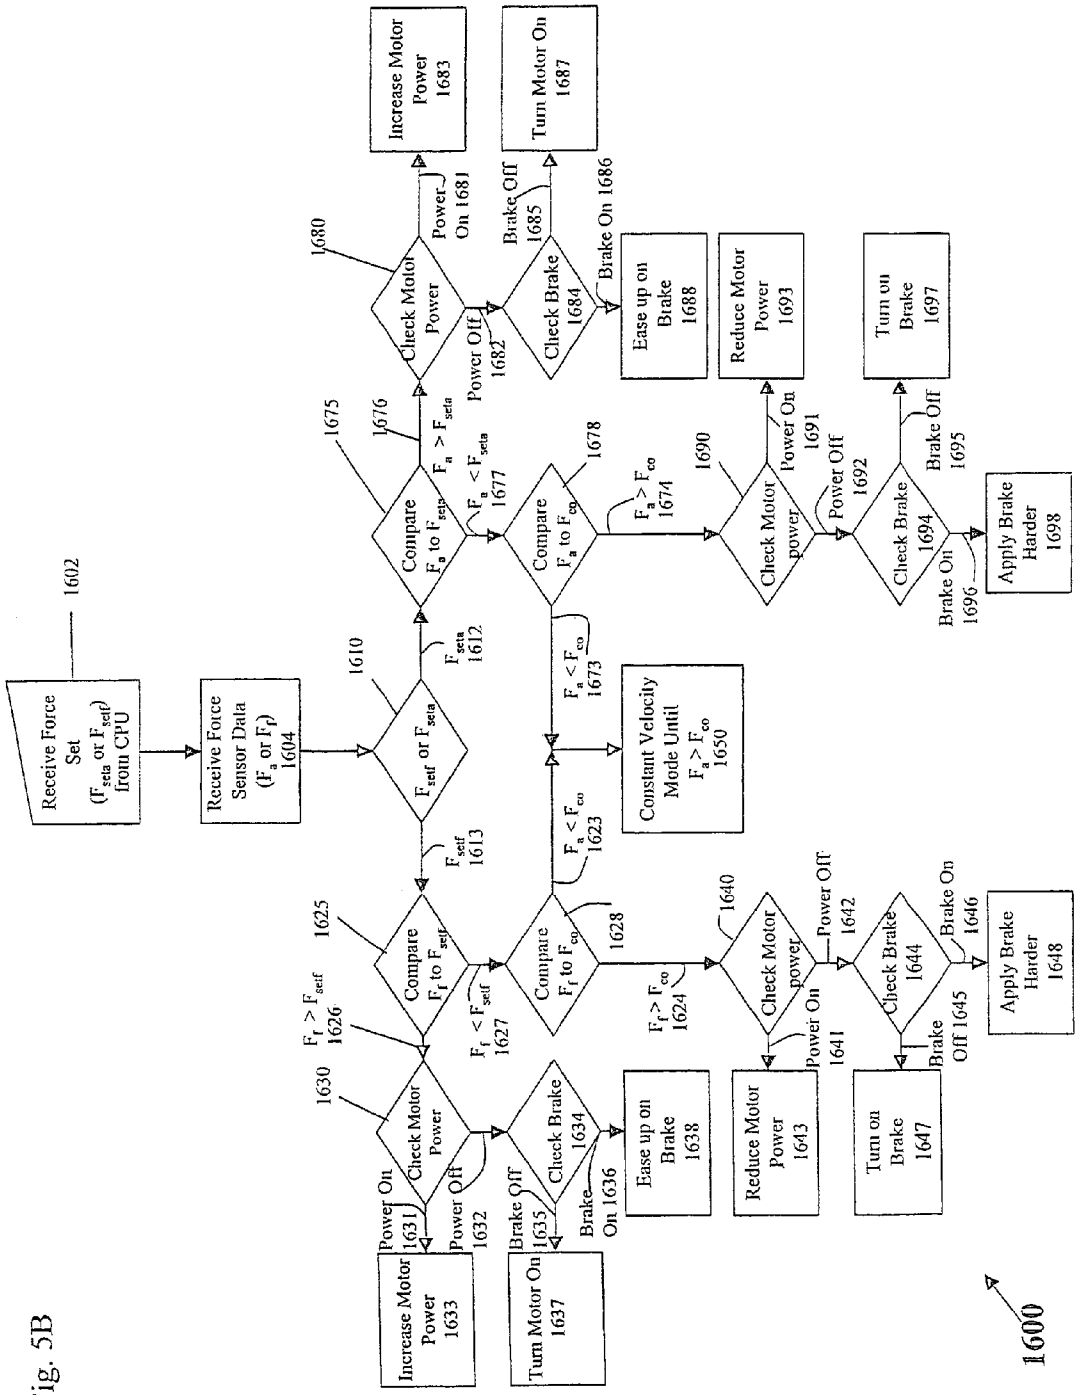 Fig. 5B
1600
Receive Force
Set
(F_seta or F_setf)
from CPU
1602
Receive Force
Sensor Data
(F_a or F_f)
1604
F_setf or F_seta
1610
F_setf
1613
F_seta
1612
Compare
F_f to F_setf
1625
F_f > F_setf
1626
F_f < F_setf
1627
Check Motor
Power
1630
Power On
1631
Power Off
1632
Increase Motor
Power
1633
Check Brake
1634
Brake Off
1635
Brake
On 1636
Turn Motor On
1637
Ease up on
Brake
1638
Compare
F_f to F_co
1628
F_a < F_co
1623
F_f > F_co
1624
Check Motor
power
1640
Power On
1641
Power Off
1642
Reduce Motor
Power
1643
Check Brake
1644
Brake
Off 1645
Brake On
1646
Turn on
Brake
1647
Apply Brake
Harder
1648
Constant Velocity
Mode Until
F_a > F_co
1650
Compare
F_a to F_seta
1675
1676
F_a > F_seta
F_a < F_seta
1677
Compare
F_a to F_co
1678
F_a < F_co
1673
F_a > F_co
1674
Check Motor
Power
1680
Power
On 1681
Power Off
1682
Increase Motor
Power
1683
Check Brake
1684
Brake Off
1685
Brake On 1686
Turn Motor On
1687
Ease up on
Brake
1688
Check Motor
power
1690
Power On
1691
Power Off
1692
Reduce Motor
Power
1693
Check Brake
1694
Brake Off
1695
Brake On
1696
Turn on
Brake
1697
Apply Brake
Harder
1698